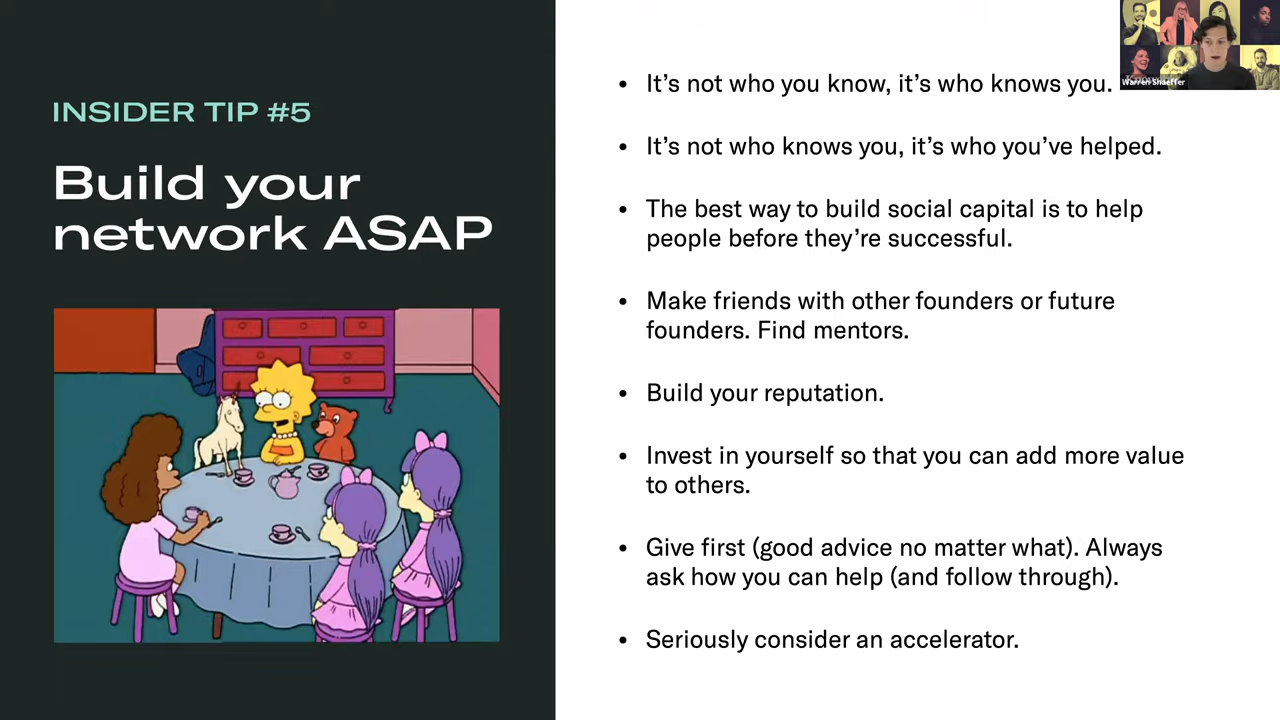 INSIDER TIP #5
Build your
network ASAP
• It’s not who you know, it’s who knows you.
• It’s not who knows you, it’s who you’ve helped.
• The best way to build social capital is to help
people before they’re successful.
• Make friends with other founders or future
founders. Find mentors.
• Build your reputation.
• Invest in yourself so that you can add more value
to others.
• Give first (good advice no matter what). Always
ask how you can help (and follow through).
• Seriously consider an accelerator.
Warren Shaeffer